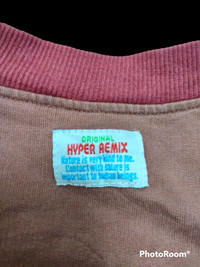 ORIGINAL
HYPER REMIX
Nature is very kind to me.
Contact with nature is
important to human beings.
PhotoRoom